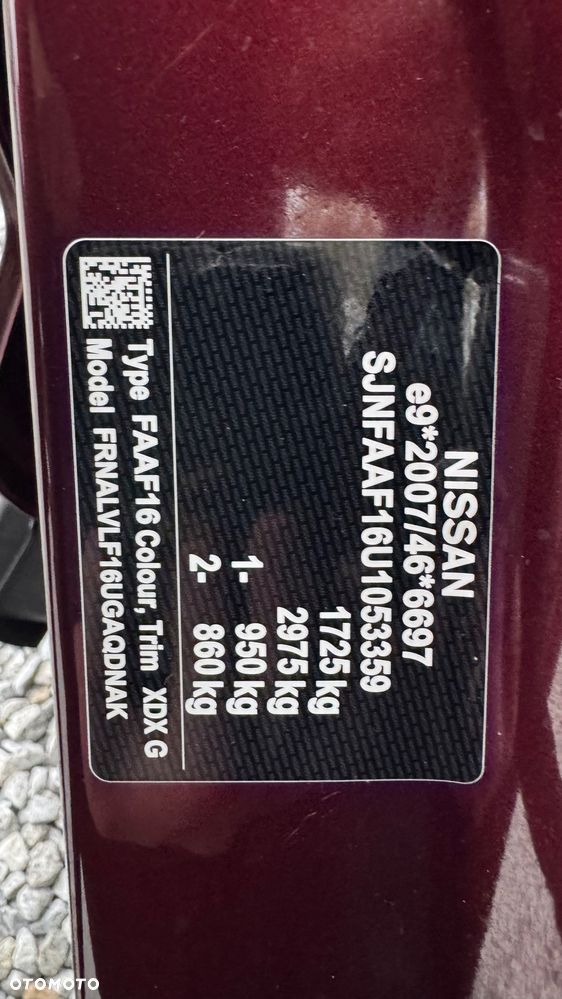 NISSAN
e9*2007/46*6697
SJNFAAF16U1053359
1725 kg
2975 kg
1- 950 kg
2- 860 kg
Type FAAF16 Colour, Trim XDX G
Model FRNALVLF16UGAQDNAK
OTOMOTO